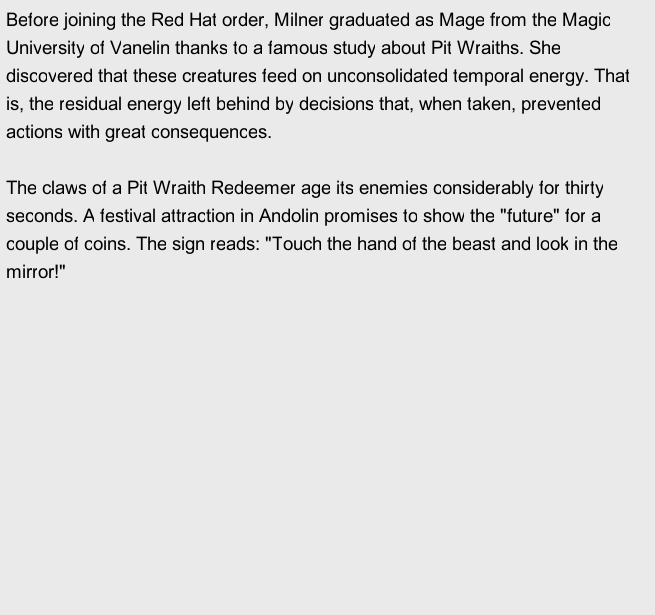 Before joining the Red Hat order, Milner graduated as Mage from the Magic
University of Vanelin thanks to a famous study about Pit Wraiths. She
discovered that these creatures feed on unconsolidated temporal energy. That
is, the residual energy left behind by decisions that, when taken, prevented
actions with great consequences.

The claws of a Pit Wraith Redeemer age its enemies considerably for thirty
seconds. A festival attraction in Andolin promises to show the "future" for a
couple of coins. The sign reads: "Touch the hand of the beast and look in the
mirror!"